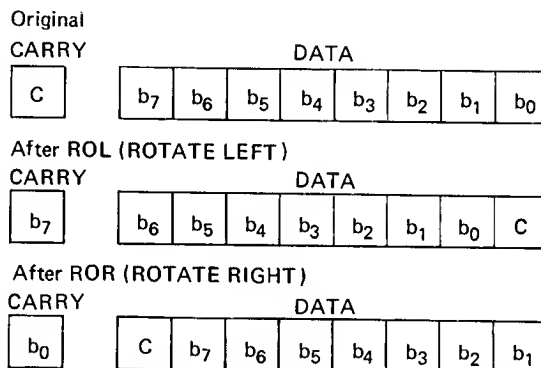 Original
CARRY DATA
C b₇ b₆ b₅ b₄ b₃ b₂ b₁ b₀
After ROL (ROTATE LEFT)
CARRY DATA
b₇ b₆ b₅ b₄ b₃ b₂ b₁ b₀ C
After ROR (ROTATE RIGHT)
CARRY DATA
b₀ C b₇ b₆ b₅ b₄ b₃ b₂ b₁